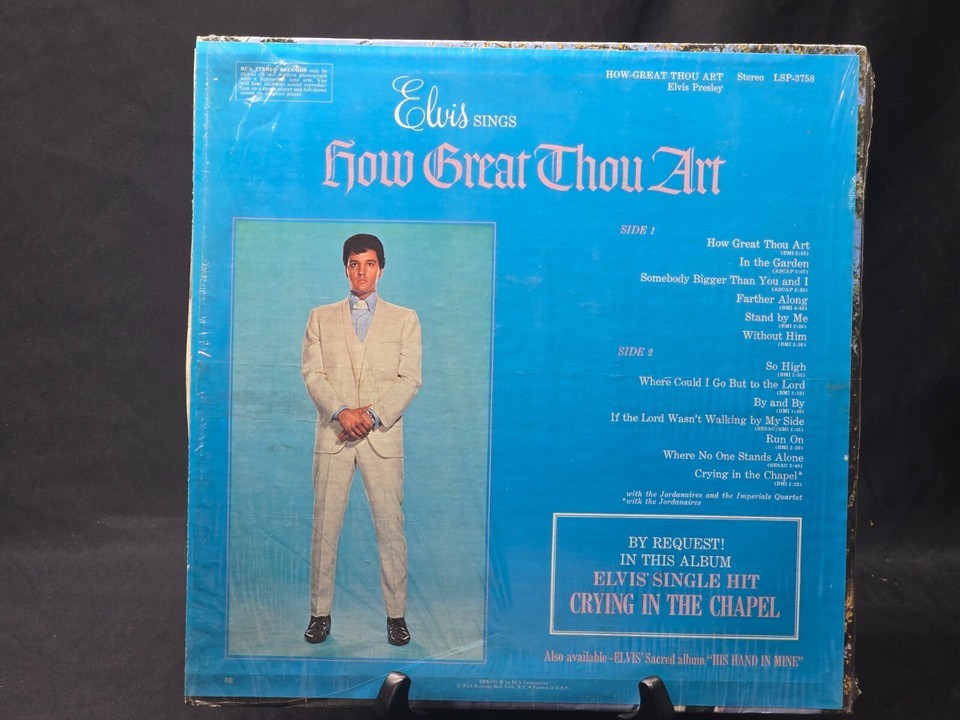 RCA STEREO RECORDS may be
HOW GREAT THOU ART Stereo LSP-3758
Elvis Presley
Elvis SINGS
How Great Thou Art
SIDE 1
How Great Thou Art
In the Garden
Somebody Bigger Than You and I
Farther Along
Stand by Me
Without Him
SIDE 2
So High
Where Could I Go But to the Lord
By and By
If the Lord Wasn't Walking by My Side
Run On
Where No One Stands Alone
Crying in the Chapel*
with the Jordanaires and the Imperials Quartet
*with the Jordanaires
BY REQUEST!
IN THIS ALBUM
ELVIS' SINGLE HIT
CRYING IN THE CHAPEL
Also available—ELVIS' Sacred album "HIS HAND IN MINE"